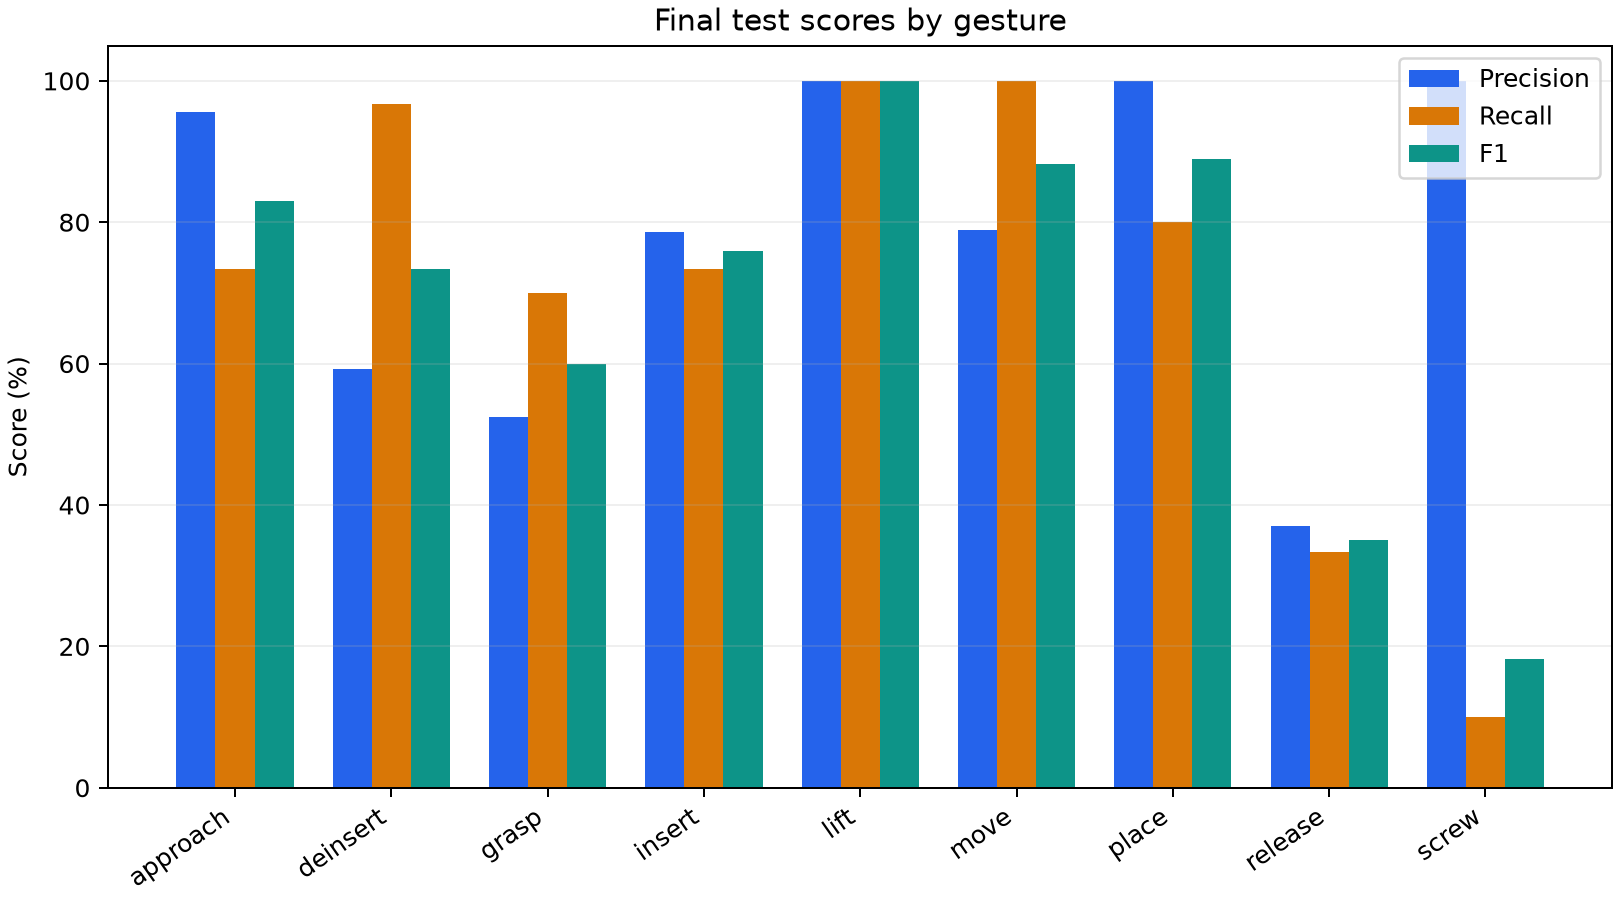 Final test scores by gesture
Score (%)
100
80
60
40
20
0
Precision
Recall
F1
approach
deinsert
grasp
insert
lift
move
place
release
screw